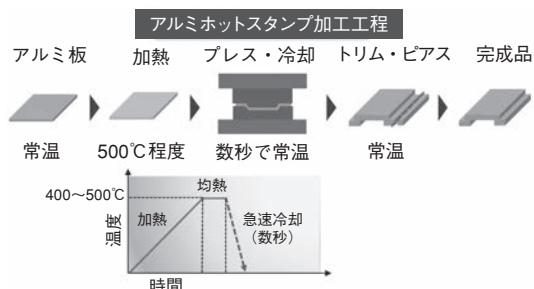 アルミホットスタンプ加工工程
アルミ板 加熱 プレス・冷却 トリム・ピアス 完成品
常温 500℃程度 数秒で常温 常温
400～500℃
均熱
加熱
急速冷却
（数秒）
温度
時間